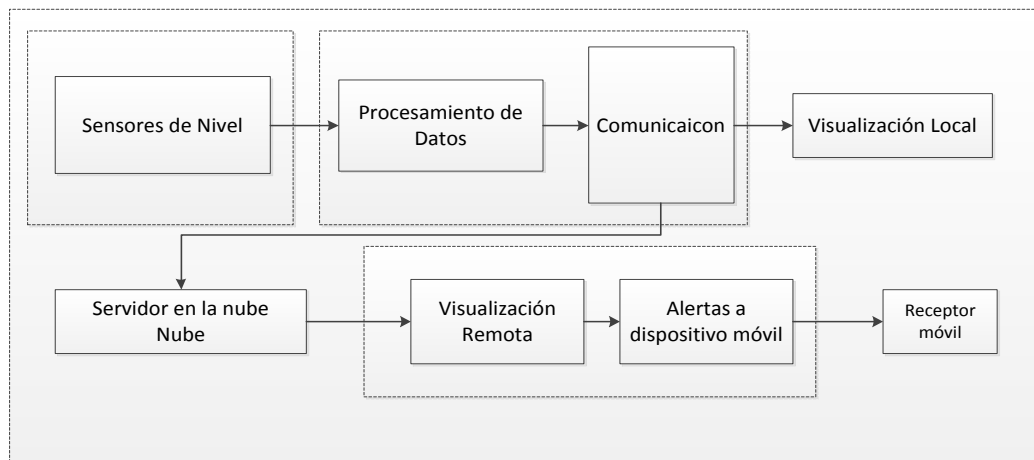 Sensores de Nivel
Procesamiento de
Datos
Comunicaicon
Visualización Local
Servidor en la nube
Nube
Visualización
Remota
Alertas a
dispositivo móvil
Receptor
móvil